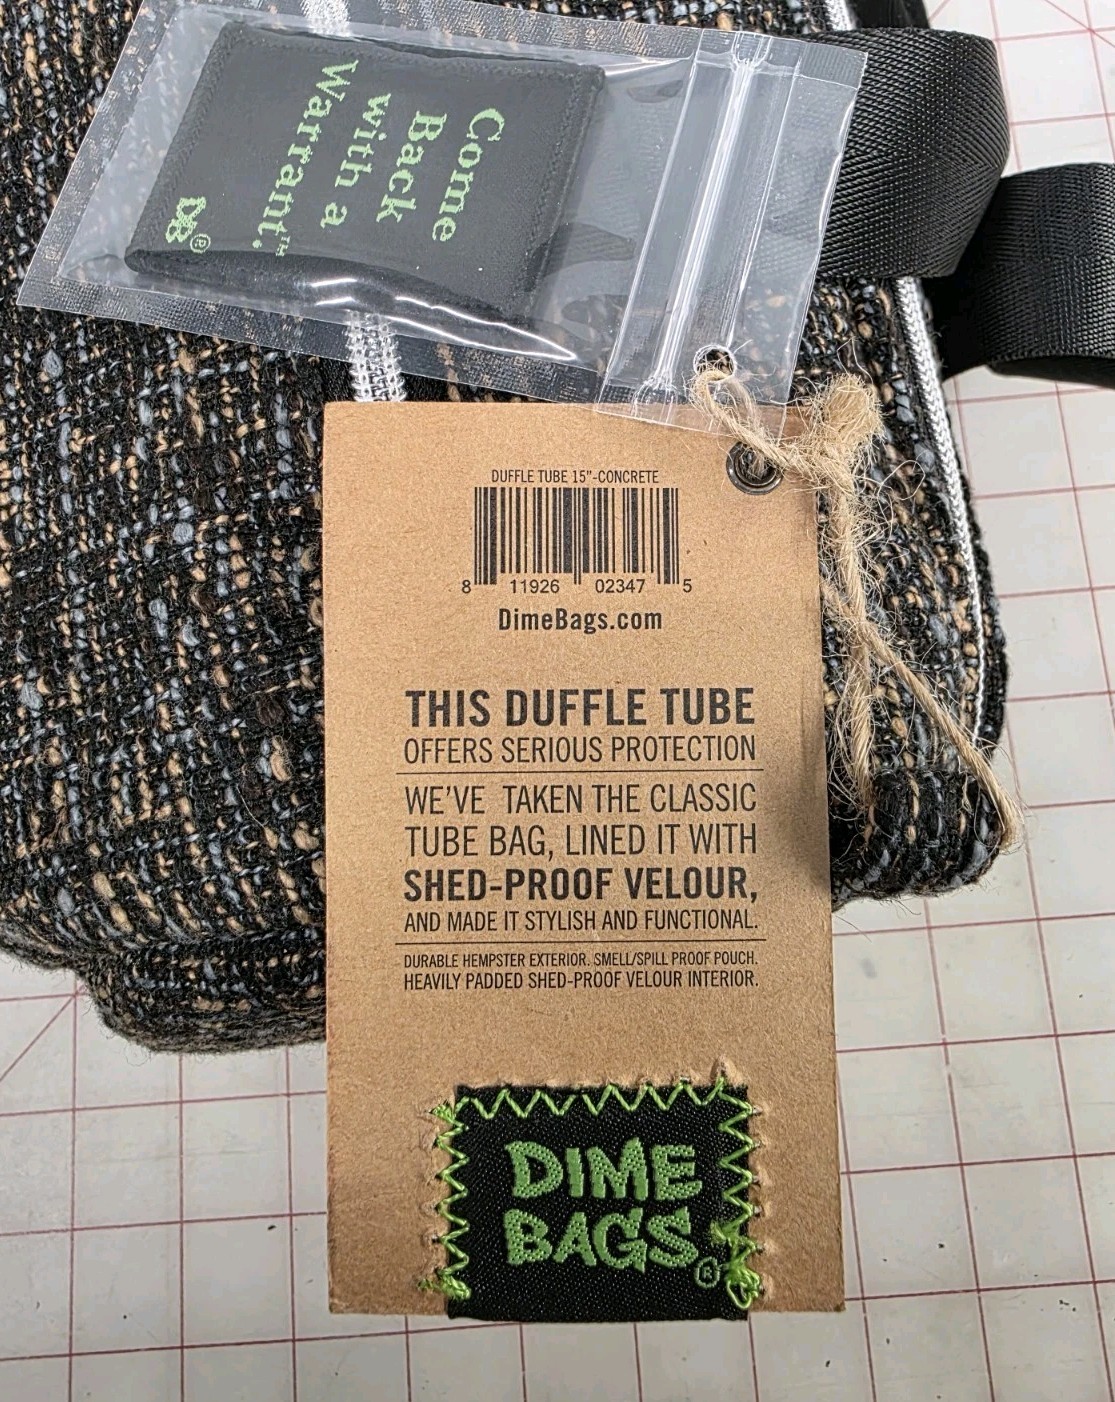 Come
Back
with a
Warrant.™
DB®
DUFFLE TUBE 15"-CONCRETE
8 11926 02347 5
DimeBags.com
THIS DUFFLE TUBE
OFFERS SERIOUS PROTECTION
WE'VE TAKEN THE CLASSIC
TUBE BAG, LINED IT WITH
SHED-PROOF VELOUR,
AND MADE IT STYLISH AND FUNCTIONAL.
DURABLE HEMPSTER EXTERIOR. SMELL/SPILL PROOF POUCH.
HEAVILY PADDED SHED-PROOF VELOUR INTERIOR.
DIME
BAGS®